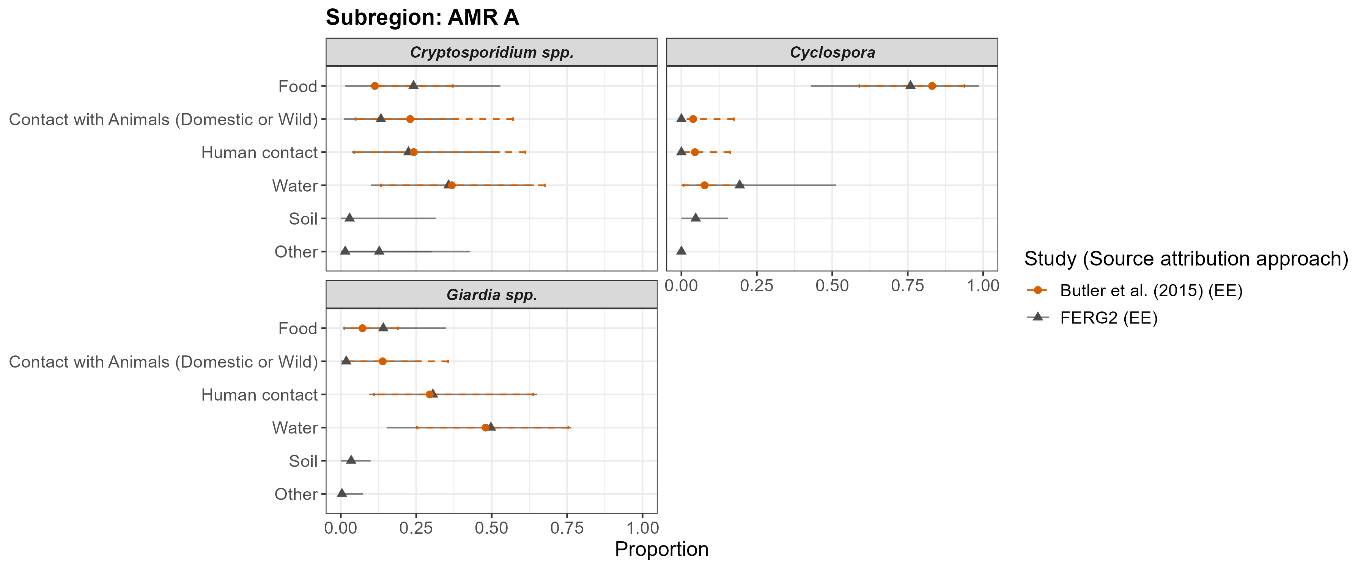 Subregion: AMR A
Cryptosporidium spp.
Cyclospora
Food
Contact with Animals (Domestic or Wild)
Human contact
Water
Soil
Other
0.00 0.25 0.50 0.75 1.00
Giardia spp.
Food
Contact with Animals (Domestic or Wild)
Human contact
Water
Soil
Other
0.00 0.25 0.50 0.75 1.00
Proportion
Study (Source attribution approach)
Butler et al. (2015) (EE)
FERG2 (EE)